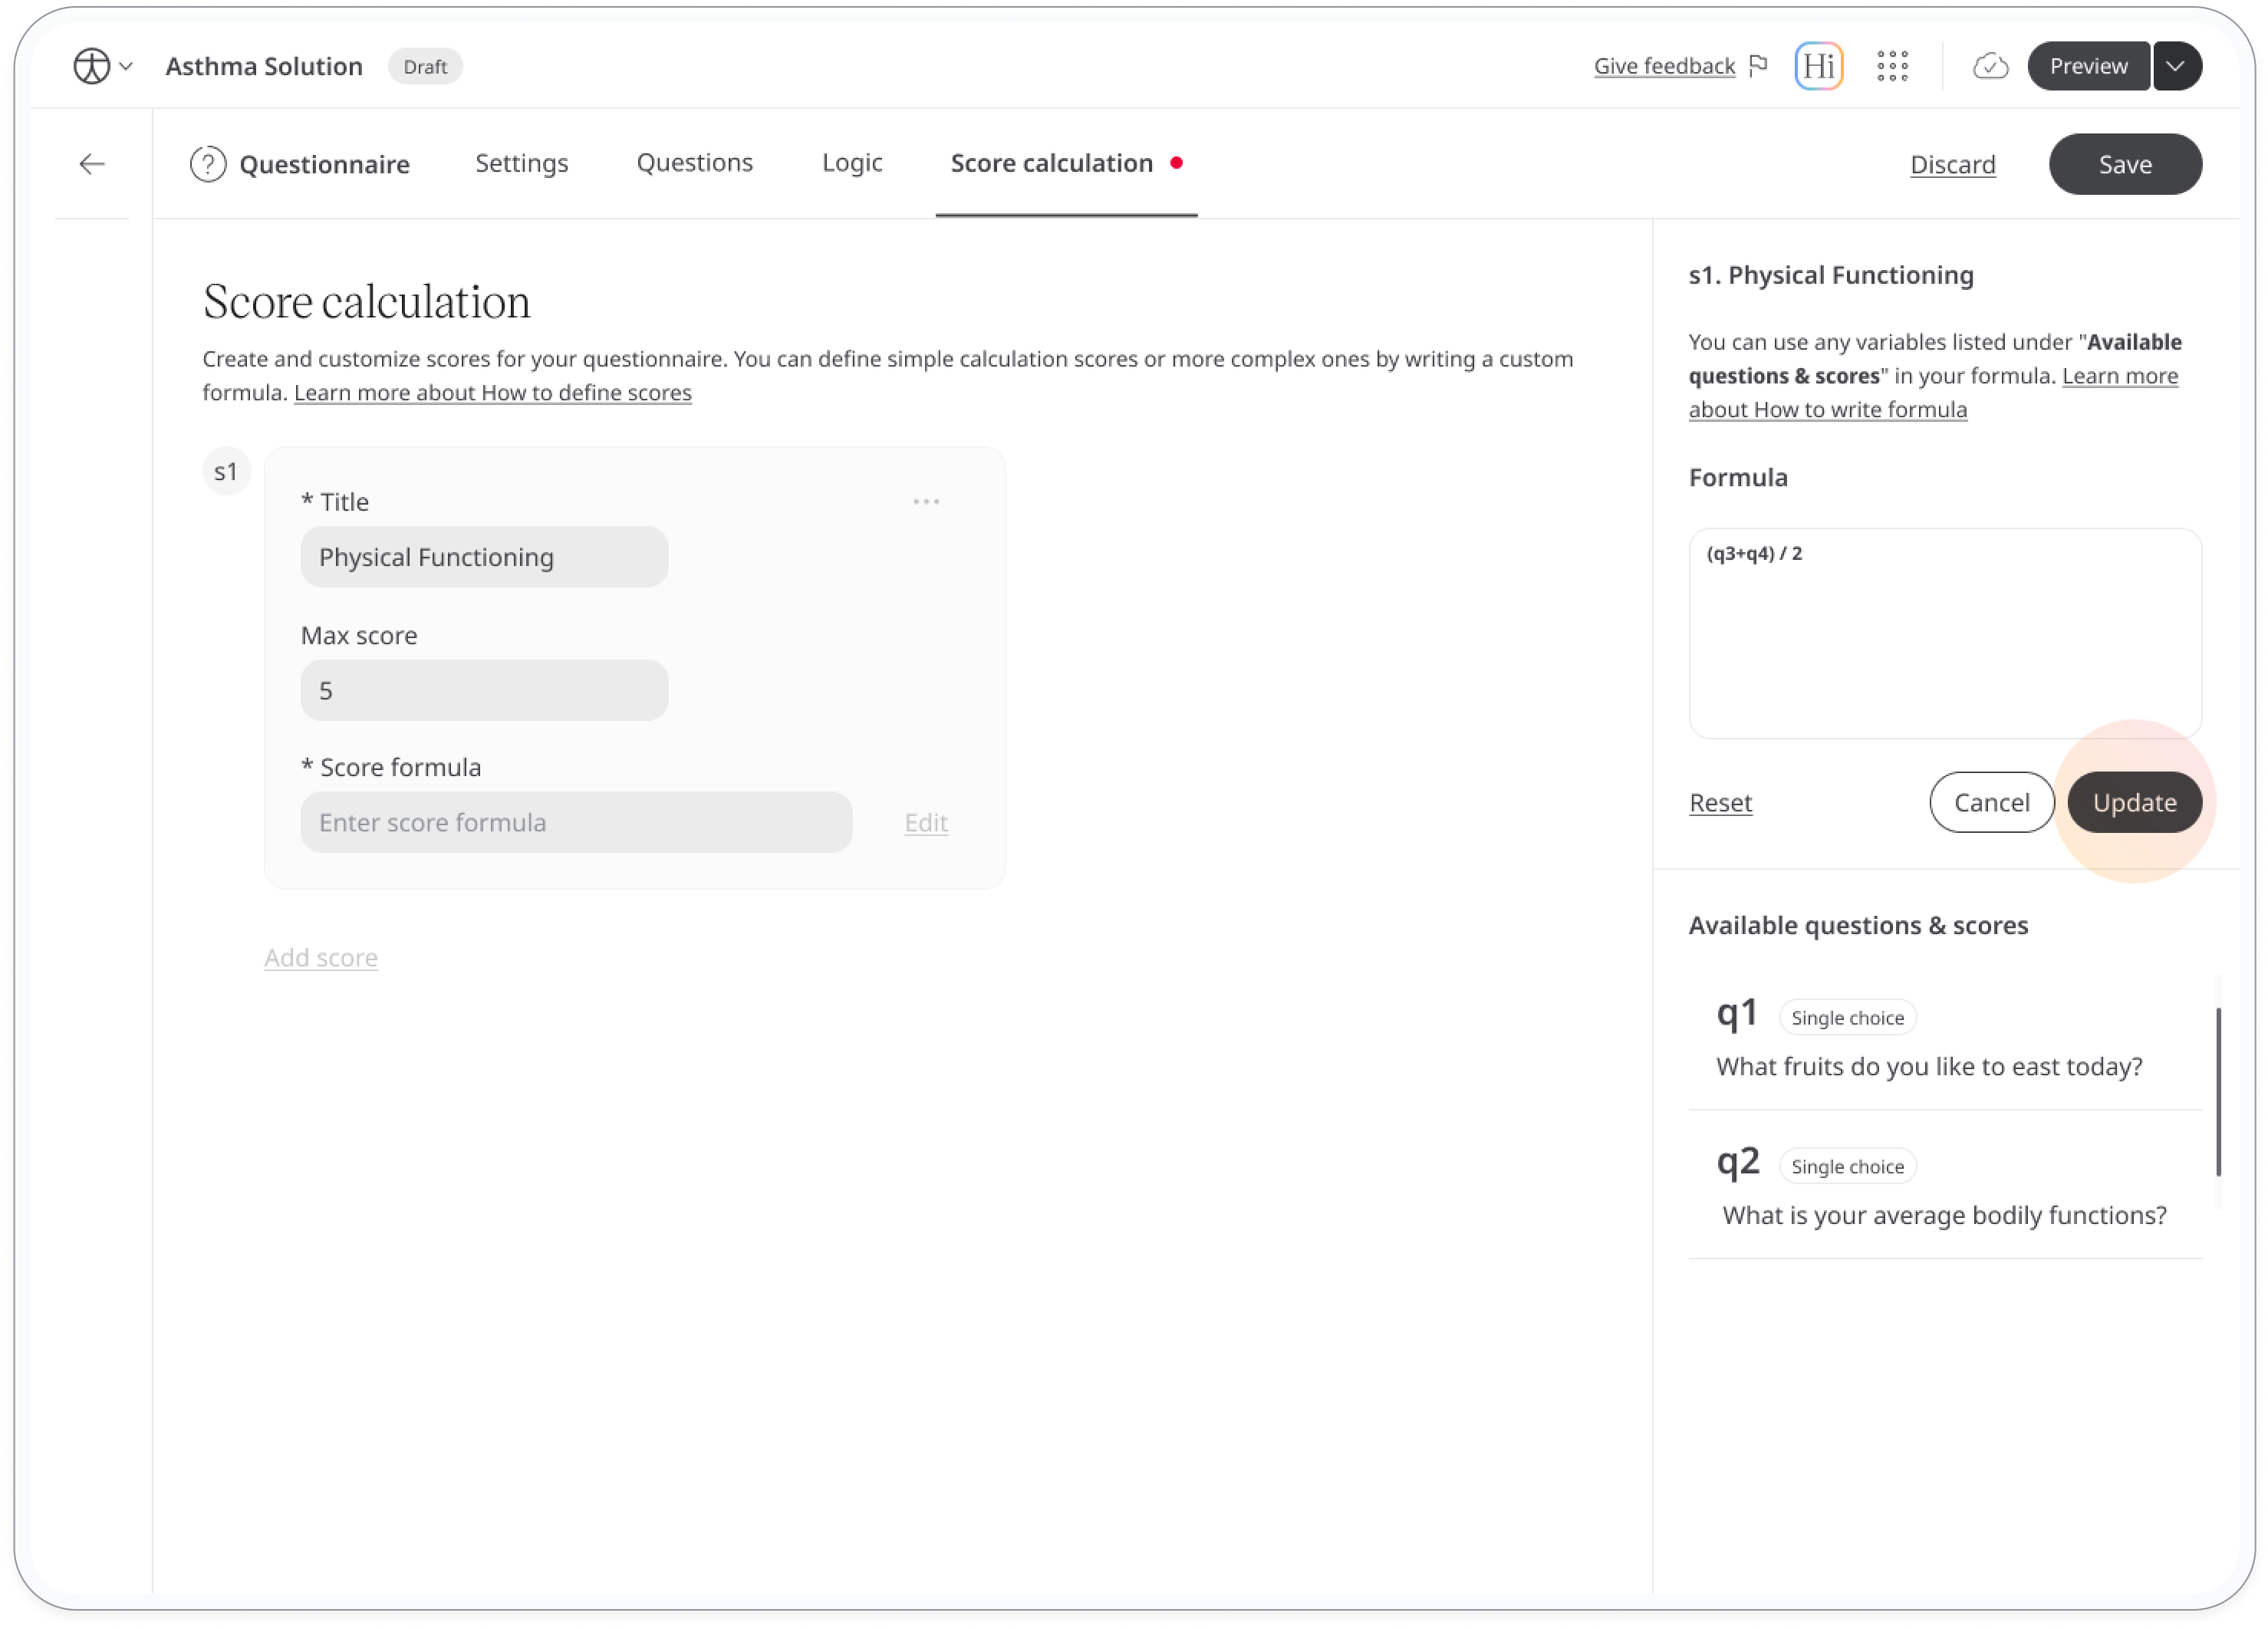 Asthma Solution
Draft
Give feedback
Hi
Preview
Questionnaire
Settings
Questions
Logic
Score calculation
Discard
Save
Score calculation
Create and customize scores for your questionnaire. You can define simple calculation scores or more complex ones by writing a custom
formula. Learn more about How to define scores
s1
* Title
Physical Functioning
Max score
5
* Score formula
Enter score formula
Edit
Add score
s1. Physical Functioning
You can use any variables listed under "Available
questions & scores" in your formula. Learn more
about How to write formula
Formula
(q3+q4) / 2
Reset
Cancel
Update
Available questions & scores
q1
Single choice
What fruits do you like to east today?
q2
Single choice
What is your average bodily functions?